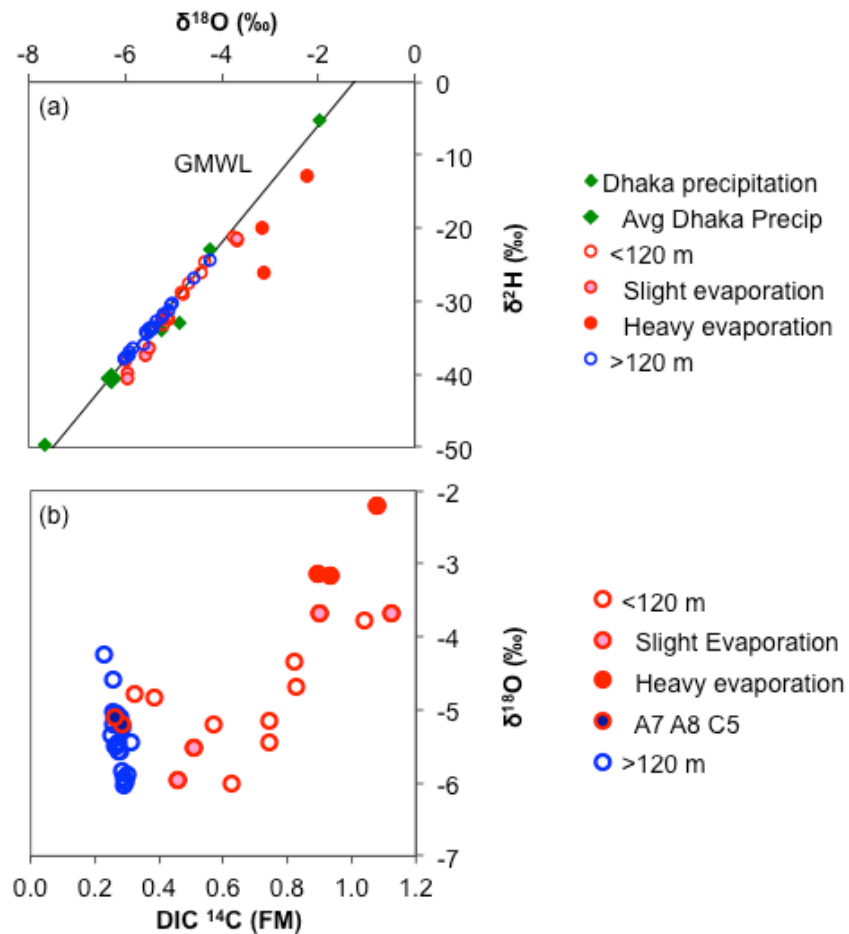 δ¹⁸O (‰)
-8 -6 -4 -2 0
(a)
GMWL
0
-10
-20
-30
-40
-50
δ²H (‰)
Dhaka precipitation
Avg Dhaka Precip
<120 m
Slight evaporation
Heavy evaporation
>120 m
(b)
-2
-3
-4
-5
-6
-7
δ¹⁸O (‰)
<120 m
Slight Evaporation
Heavy evaporation
A7 A8 C5
>120 m
0.0 0.2 0.4 0.6 0.8 1.0 1.2
DIC ¹⁴C (FM)